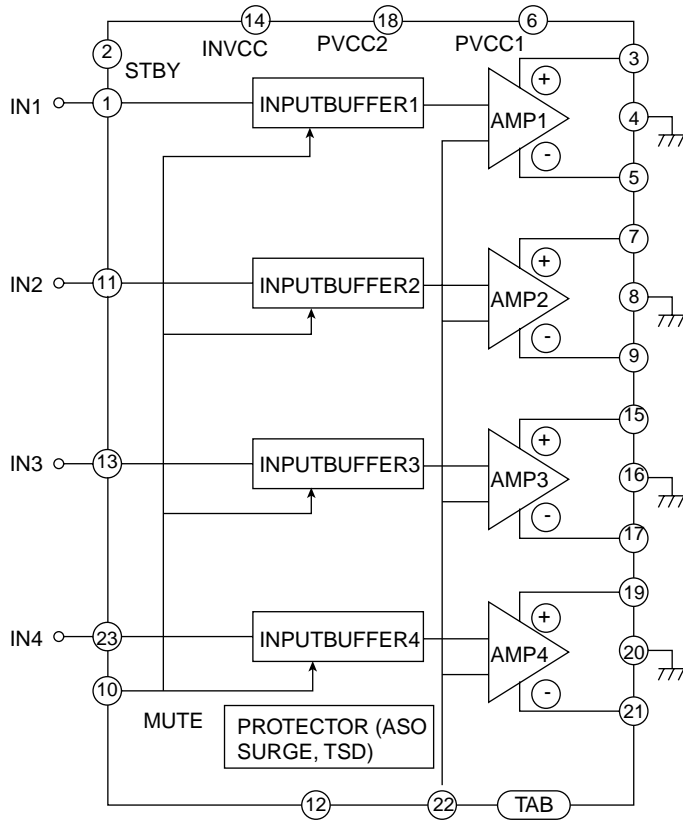 14 18 6
2 INVCC PVCC2 PVCC1
STBY 3
IN1 1 INPUTBUFFER1 AMP1 + 4
- 5
7
IN2 11 INPUTBUFFER2 AMP2 + 8
- 9
15
IN3 13 INPUTBUFFER3 AMP3 + 16
- 17
19
IN4 23 INPUTBUFFER4 AMP4 + 20
10 - 21
MUTE PROTECTOR (ASO
SURGE, TSD)
12 22 TAB